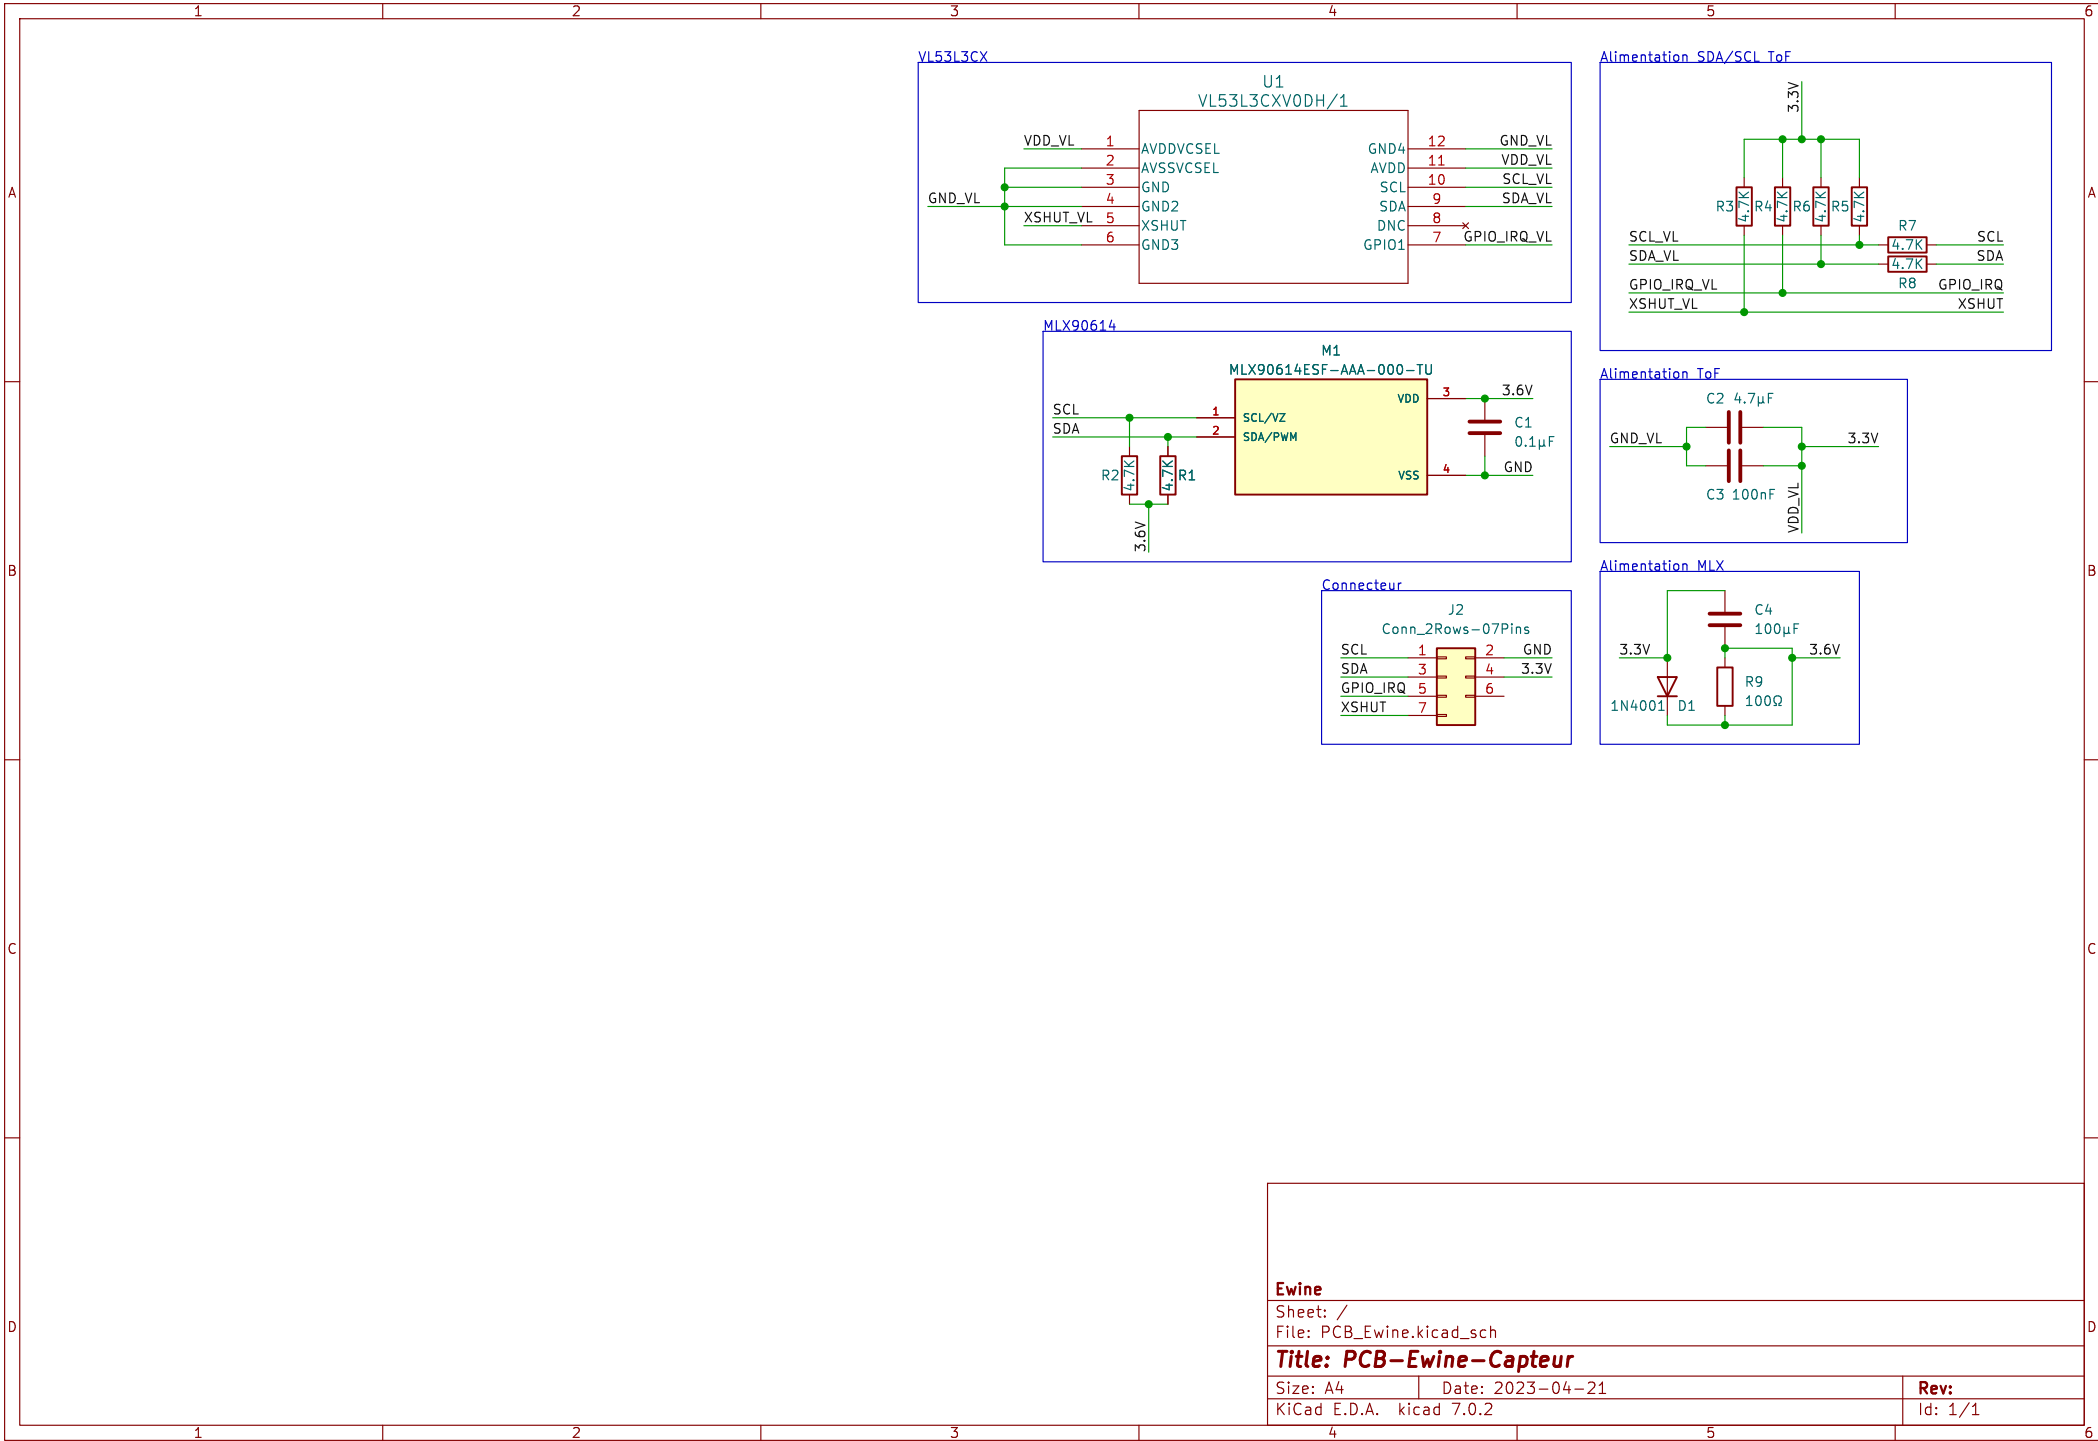 1 2 3 4 5 6
A
B
C
D
A
B
C
D
VL53L3CX
U1
VL53L3CXV0DH/1
VDD_VL 1 AVDDVCSEL
2 AVSSVCSEL
3 GND
GND_VL 4 GND2
XSHUT_VL 5 XSHUT
6 GND3
GND4 12 GND_VL
AVDD 11 VDD_VL
SCL 10 SCL_VL
SDA 9 SDA_VL
DNC 8
GPIO1 7 GPIO_IRQ_VL
Alimentation SDA/SCL ToF
3.3V
R3 4.7K R4 4.7K R6 4.7K R5 4.7K
R7
SCL_VL 4.7K SCL
SDA_VL 4.7K SDA
R8
GPIO_IRQ_VL GPIO_IRQ
XSHUT_VL XSHUT
MLX90614
M1
MLX90614ESF-AAA-000-TU
SCL 1 SCL/VZ
SDA 2 SDA/PWM
VDD 3 3.6V
C1
0.1µF
VSS 4 GND
R2 4.7K 4.7K R1
3.6V
Alimentation ToF
C2 4.7µF
GND_VL 3.3V
C3 100nF
VDD_VL
Connecteur
J2
Conn_2Rows-07Pins
SCL 1 2 GND
SDA 3 4 3.3V
GPIO_IRQ 5 6
XSHUT 7
Alimentation MLX
C4
100µF
3.3V 3.6V
R9
100Ω
1N4001 D1
Ewine
Sheet: /
File: PCB_Ewine.kicad_sch
Title: PCB-Ewine-Capteur
Size: A4 Date: 2023-04-21 Rev:
KiCad E.D.A. kicad 7.0.2 Id: 1/1
1 2 3 4 5 6